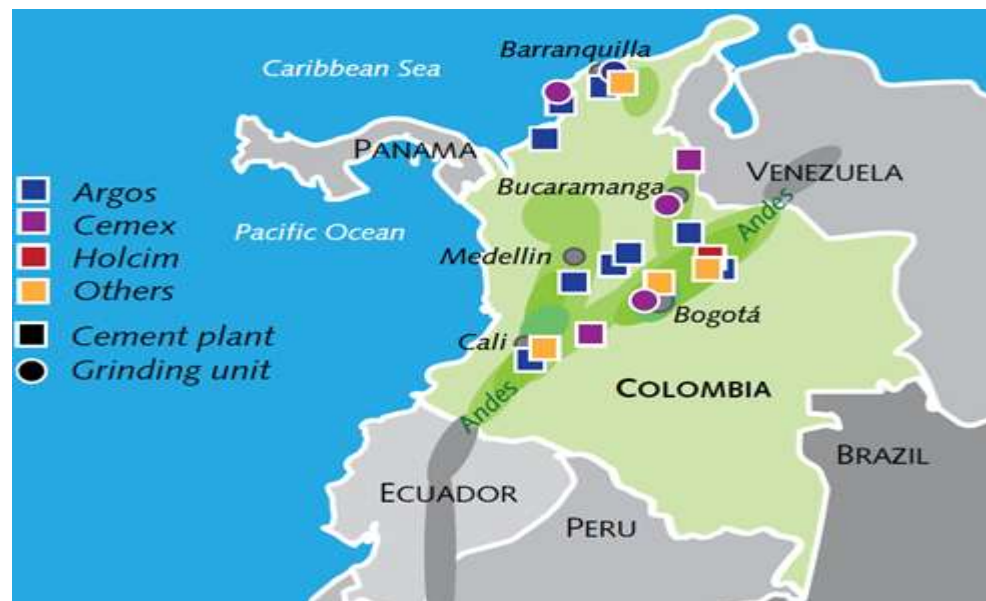 Barranquilla
Caribbean Sea
PANAMA
VENEZUELA
Argos
Cemex
Holcim
Others
Cement plant
Grinding unit
Pacific Ocean
Bucaramanga
Andes
Medellin
Bogotá
Cali
COLOMBIA
Andes
BRAZIL
ECUADOR
PERU